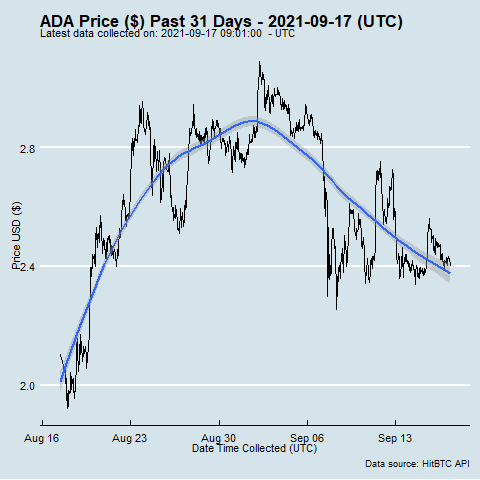 ADA Price ($) Past 31 Days - 2021-09-17 (UTC)
Latest data collected on: 2021-09-17 09:01:00 - UTC
Price USD ($)
2.8
2.4
2.0
Aug 16 Aug 23 Aug 30 Sep 06 Sep 13
Date Time Collected (UTC)
Data source: HitBTC API